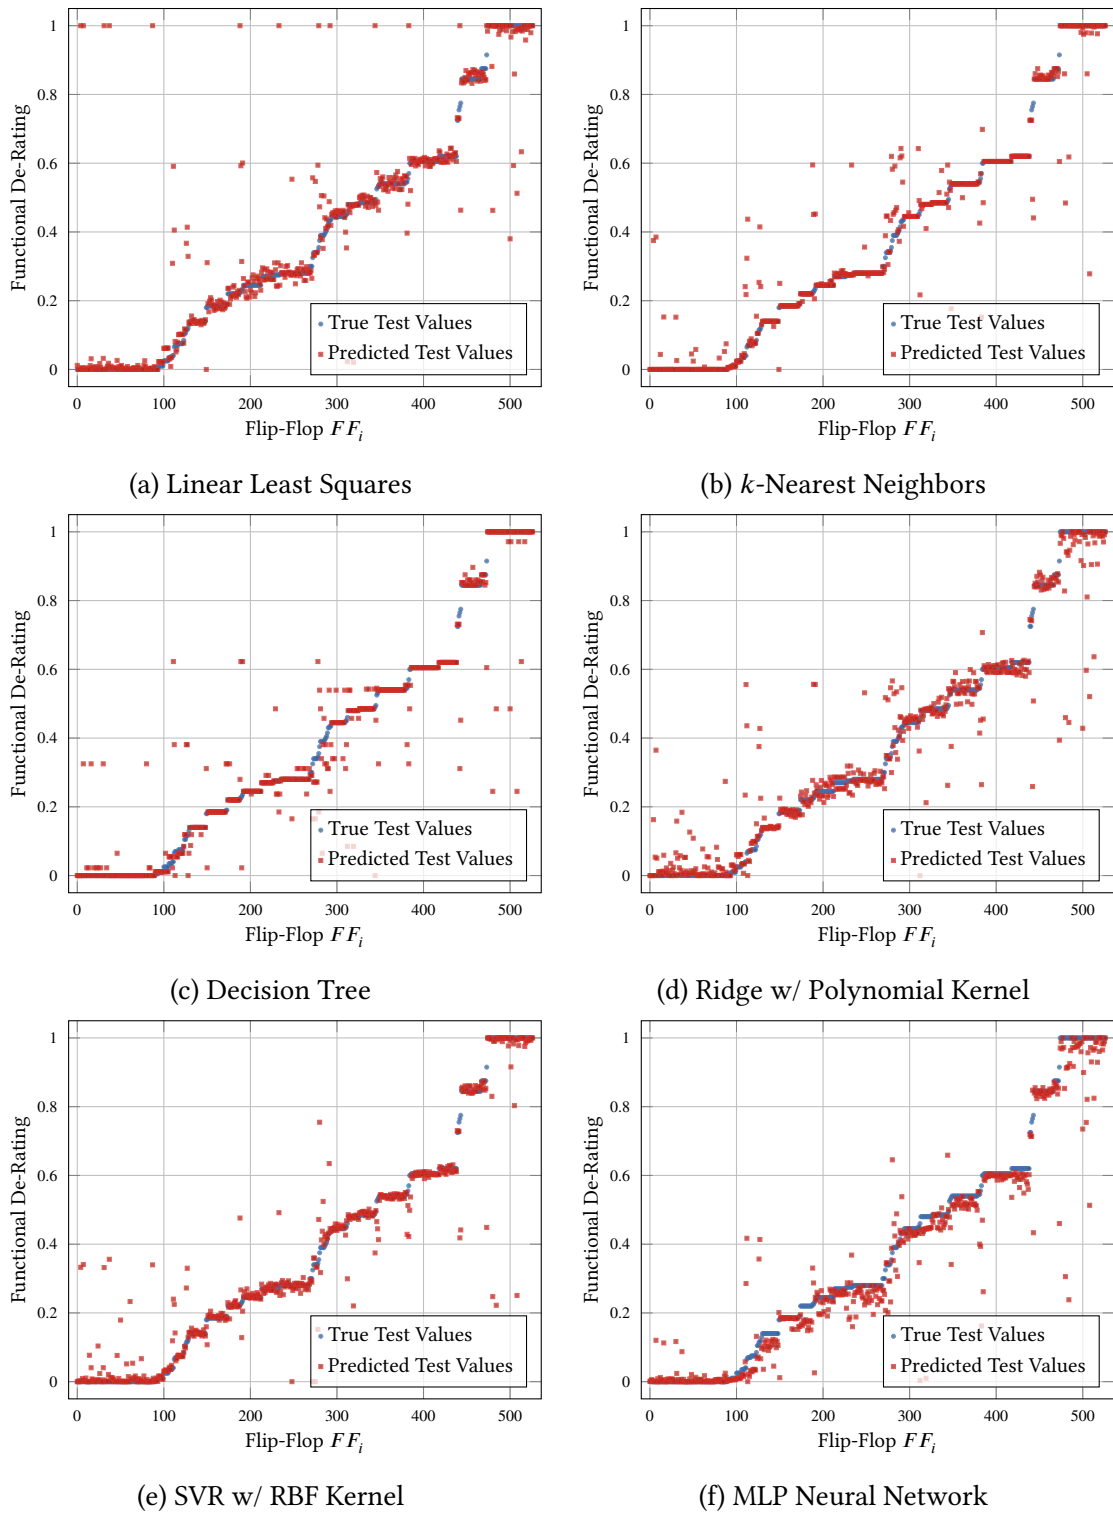 1
0.8
0.6
0.4
0.2
0
Functional De-Rating
True Test Values
Predicted Test Values
0 100 200 300 400 500
Flip-Flop FF_i
(a) Linear Least Squares
1
0.8
0.6
0.4
0.2
0
Functional De-Rating
True Test Values
Predicted Test Values
0 100 200 300 400 500
Flip-Flop FF_i
(b) k-Nearest Neighbors
1
0.8
0.6
0.4
0.2
0
Functional De-Rating
True Test Values
Predicted Test Values
0 100 200 300 400 500
Flip-Flop FF_i
(c) Decision Tree
1
0.8
0.6
0.4
0.2
0
Functional De-Rating
True Test Values
Predicted Test Values
0 100 200 300 400 500
Flip-Flop FF_i
(d) Ridge w/ Polynomial Kernel
1
0.8
0.6
0.4
0.2
0
Functional De-Rating
True Test Values
Predicted Test Values
0 100 200 300 400 500
Flip-Flop FF_i
(e) SVR w/ RBF Kernel
1
0.8
0.6
0.4
0.2
0
Functional De-Rating
True Test Values
Predicted Test Values
0 100 200 300 400 500
Flip-Flop FF_i
(f) MLP Neural Network